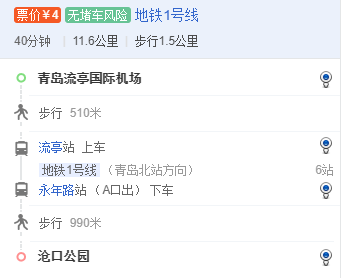 票价¥4 无堵车风险 地铁1号线
40分钟 | 11.6公里 | 步行1.5公里
青岛流亭国际机场
步行 510米
流亭站 上车
地铁1号线 （青岛北站方向） 6站
永年路站（A口出） 下车
步行 990米
沧口公园